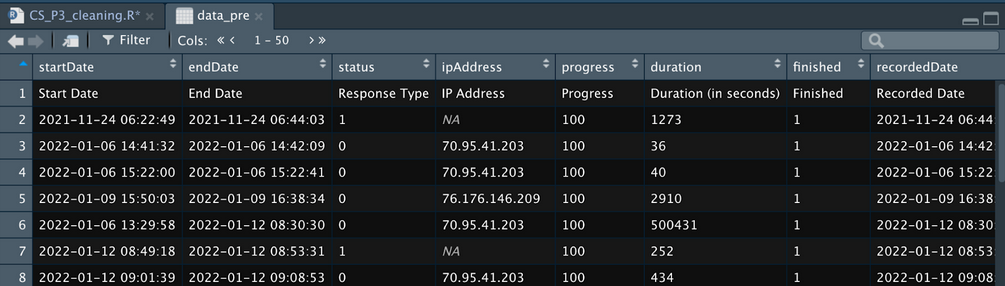 CS_P3_cleaning.R* × data_pre ×
Filter Cols: « < 1 - 50 > »
startDate endDate status ipAddress progress duration finished recordedDate
1 Start Date End Date Response Type IP Address Progress Duration (in seconds) Finished Recorded Date
2 2021-11-24 06:22:49 2021-11-24 06:44:03 1 NA 100 1273 1 2021-11-24 06:44
3 2022-01-06 14:41:32 2022-01-06 14:42:09 0 70.95.41.203 100 36 1 2022-01-06 14:42
4 2022-01-06 15:22:00 2022-01-06 15:22:41 0 70.95.41.203 100 40 1 2022-01-06 15:22
5 2022-01-09 15:50:03 2022-01-09 16:38:34 0 76.176.146.209 100 2910 1 2022-01-09 16:38
6 2022-01-06 13:29:58 2022-01-12 08:30:30 0 70.95.41.203 100 500431 1 2022-01-12 08:30
7 2022-01-12 08:49:18 2022-01-12 08:53:31 1 NA 100 252 1 2022-01-12 08:53
8 2022-01-12 09:01:39 2022-01-12 09:08:53 0 70.95.41.203 100 434 1 2022-01-12 09:08